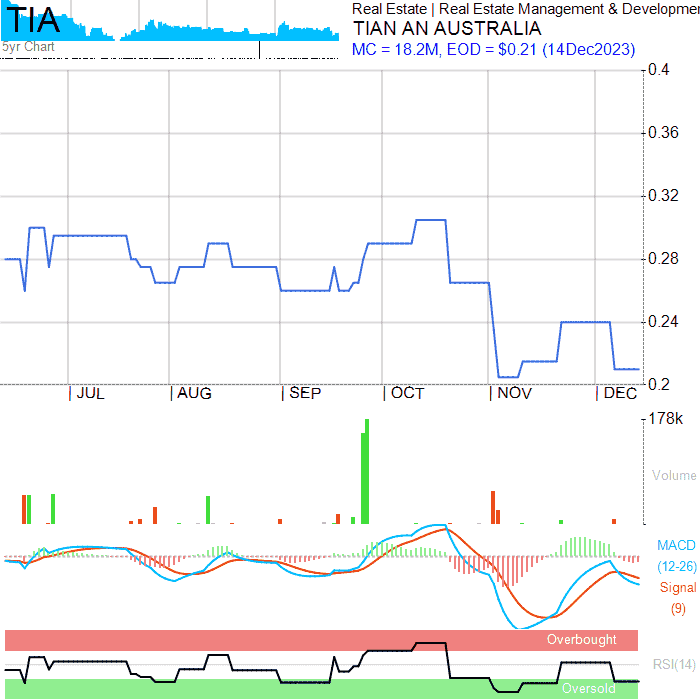 TIA
5yr Chart
Real Estate | Real Estate Management & Developmen
TIAN AN AUSTRALIA
MC = 18.2M, EOD = $0.21 (14Dec2023)
0.4
0.36
0.32
0.28
0.24
0.2
JUL AUG SEP OCT NOV DEC
178k
Volume
MACD
(12-26)
Signal
(9)
Overbought
RSI(14)
Oversold